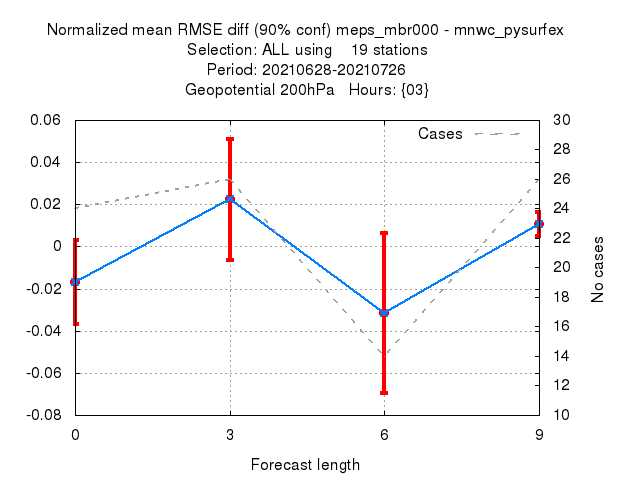 Normalized mean RMSE diff (90% conf) meps_mbr000 - mnwc_pysurfex
Selection: ALL using    19 stations
Period: 20210628-20210726
Geopotential 200hPa   Hours: {03}
Cases
0.06
0.04
0.02
0
-0.02
-0.04
-0.06
-0.08
30
28
26
24
22
20
18
16
14
12
10
No cases
0 3 6 9
Forecast length